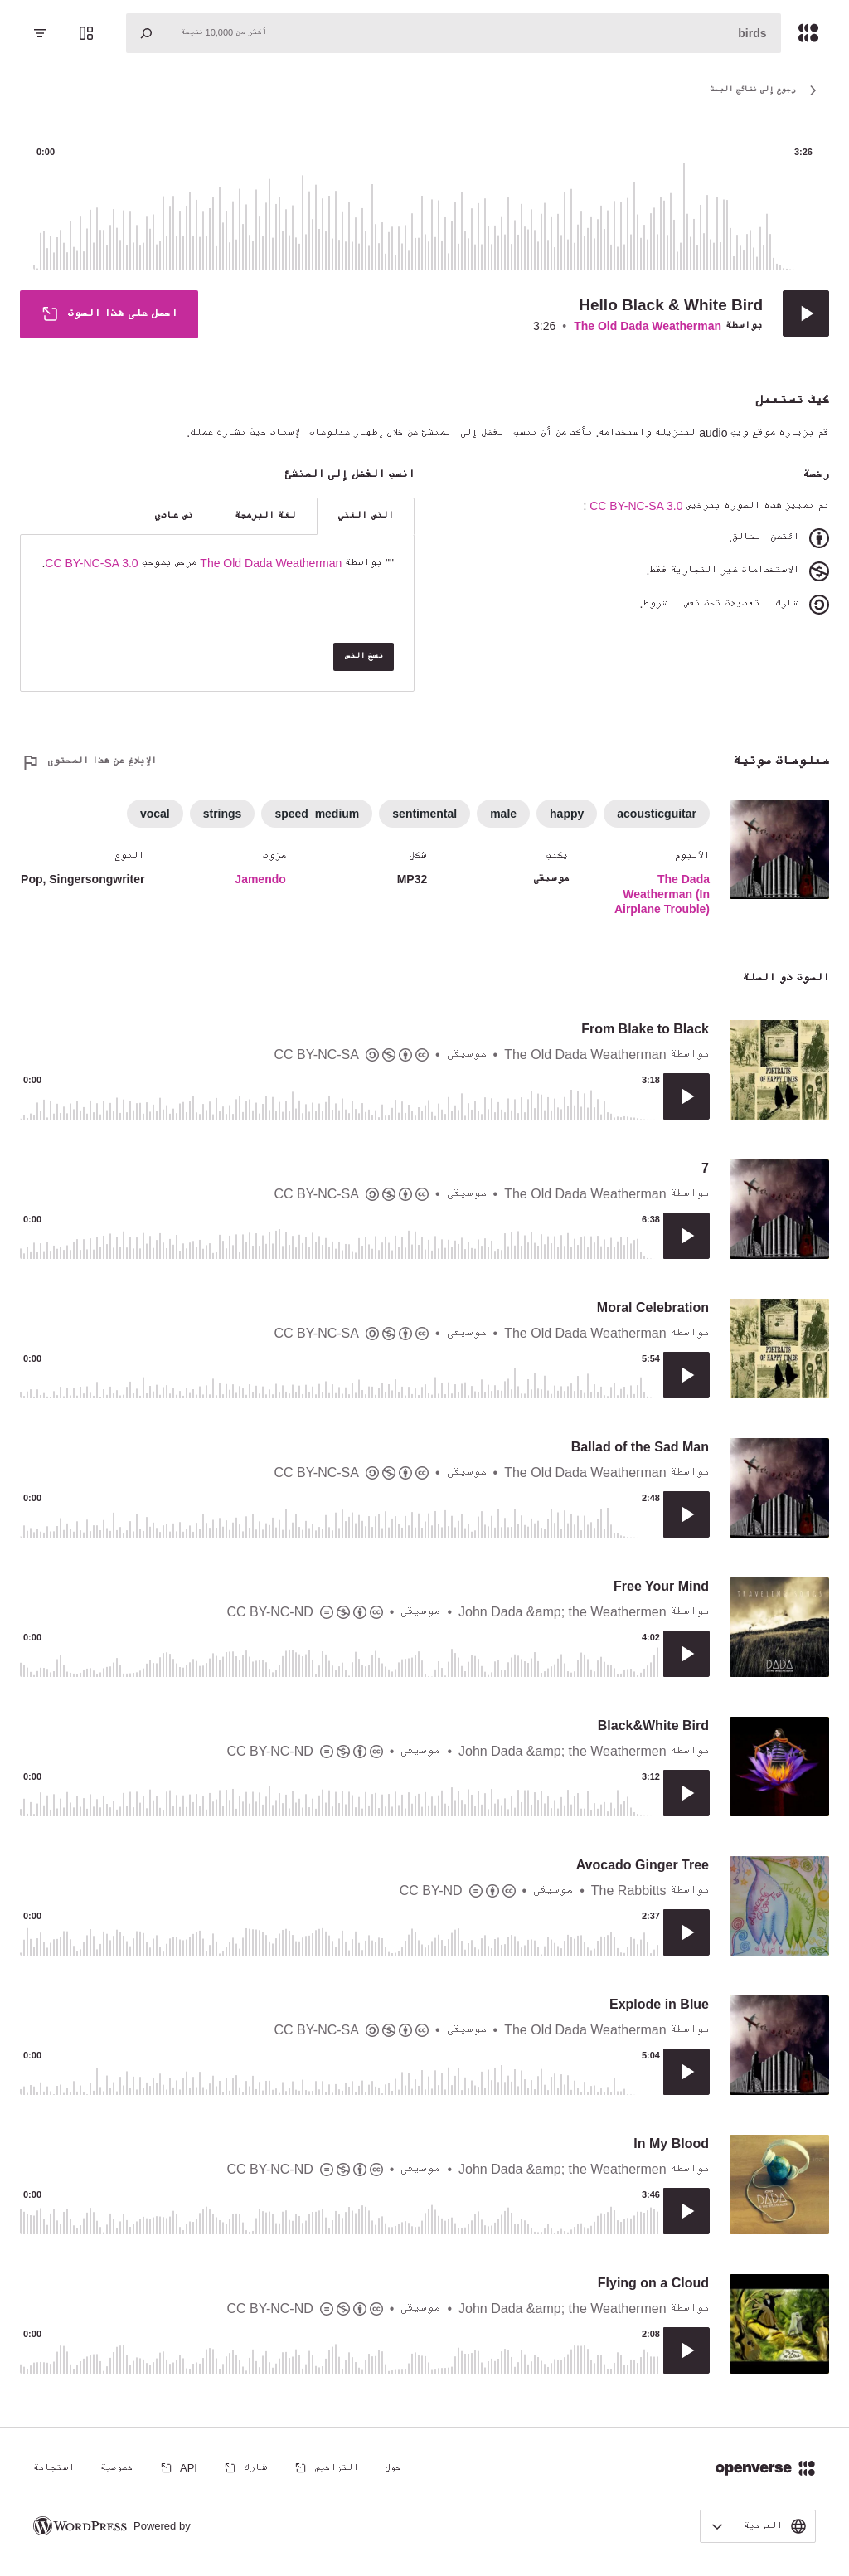 birds
أكثر من 10,000 نتيجة
رجوع إلى نتائج البحث
0:00
3:26
Hello Black & White Bird
بواسطة The Old Dada Weatherman • 3:26
احصل على هذا الصوت
كيف تستعمل
قم بزيارة موقع ويب audio لتنزيله واستخدامه. تأكد من أن تنسب الفضل إلى المنشئ من خلال إظهار معلومات الإسناد حيث تشارك عملك.
رخصة
تم تمييز هذه الصورة بترخيص CC BY-NC-SA 3.0 :
ائتمن الخالق.
الاستخدامات غير التجارية فقط.
شارك التعديلات تحت نفس الشروط.
انسب الفضل إلى المنشئ
النص الغني
لغة البرمجة
نص عادي
"" بواسطة The Old Dada Weatherman مرخص بموجب CC BY-NC-SA 3.0.
نسخ النص
معلومات صوتية
الإبلاغ عن هذا المحتوى
acousticguitar
happy
male
sentimental
speed_medium
strings
vocal
الألبوم
The Dada Weatherman (In Airplane Trouble)
يكتب
موسيقى
شكل
MP32
مزود
Jamendo
النوع
Pop, Singersongwriter
الصوت ذو الصلة
From Blake to Black
بواسطة The Old Dada Weatherman • موسيقى • CC BY-NC-SA
0:00
3:18
7
بواسطة The Old Dada Weatherman • موسيقى • CC BY-NC-SA
0:00
6:38
Moral Celebration
بواسطة The Old Dada Weatherman • موسيقى • CC BY-NC-SA
0:00
5:54
PORTRAITS OF HAPPY TIMES
Ballad of the Sad Man
بواسطة The Old Dada Weatherman • موسيقى • CC BY-NC-SA
0:00
2:48
Free Your Mind
بواسطة John Dada &amp; the Weathermen • موسيقى • CC BY-NC-ND
0:00
4:02
DADA
Black&White Bird
بواسطة John Dada &amp; the Weathermen • موسيقى • CC BY-NC-ND
0:00
3:12
Avocado Ginger Tree
بواسطة The Rabbitts • موسيقى • CC BY-ND
0:00
2:37
Explode in Blue
بواسطة The Old Dada Weatherman • موسيقى • CC BY-NC-SA
0:00
5:04
In My Blood
بواسطة John Dada &amp; the Weathermen • موسيقى • CC BY-NC-ND
0:00
3:46
DADA
Flying on a Cloud
بواسطة John Dada &amp; the Weathermen • موسيقى • CC BY-NC-ND
0:00
2:08
openverse
حول
التراخيص
شارك
API
خصوصية
استجابة
العربية
Powered by WORDPRESS